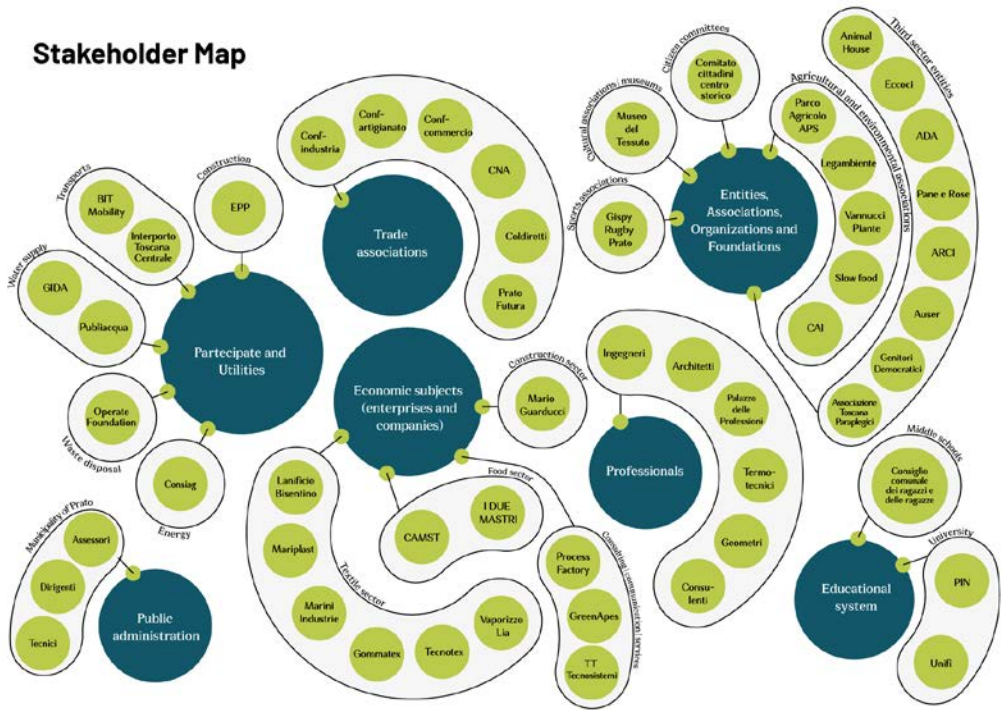 Stakeholder Map
Trade
associations
Conf-
industria
Conf-
artigianato
Conf-
commercio
CNA
Coldiretti
Prato
Futura
Citizen committees
Comitato
cittadini
centro
storico
Cultural associations | museums
Museo
del
Tessuto
Sports associations
Gispy
Rugby
Prato
Entities,
Associations,
Organizations and
Foundations
Agricultural and environmental associations
Parco
Agricolo
APS
Legambiente
Vannucci
Piante
Slow food
CAI
Third sector entities
Animal
House
Eccoci
ADA
Pane e Rose
ARCI
Auser
Genitori
Democratici
Associazione
Toscana
Paraplegici
Construction
EPP
Transports
BIT
Mobility
Interporto
Toscana
Centrale
Water supply
GIDA
Publiacqua
Partecipate and
Utilities
Operate
Foundation
Waste disposal
Consiag
Energy
Economic subjects
(enterprises and
companies)
Construction sector
Mario
Guarducci
Food sector
CAMST
I DUE
MASTRI
Textile sector
Lanificio
Bisentino
Mariplast
Marini
Industrie
Gommatex
Tecnotex
Vaporizzo
Lia
Consulting | communication | services
Process
Factory
GreenApes
TT
Tecnosistemi
Professionals
Ingegneri
Architetti
Palazzo
delle
Professioni
Termo-
tecnici
Geometri
Consu-
lenti
Municipality of Prato
Assessori
Dirigenti
Tecnici
Public
administration
Middle schools
Consiglio
comunale
dei ragazzi e
delle ragazze
Educational
system
University
PIN
Unifi